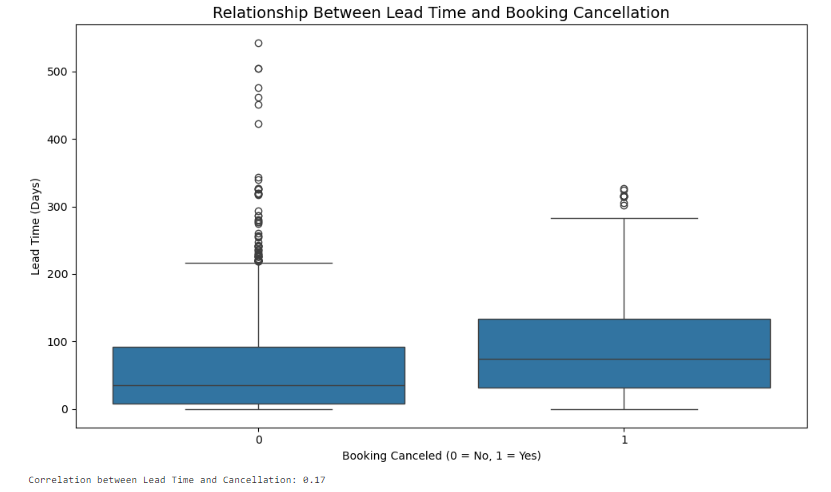 Relationship Between Lead Time and Booking Cancellation
500
400
300
200
100
0
Lead Time (Days)
0
1
Booking Canceled (0 = No, 1 = Yes)
Correlation between Lead Time and Cancellation: 0.17